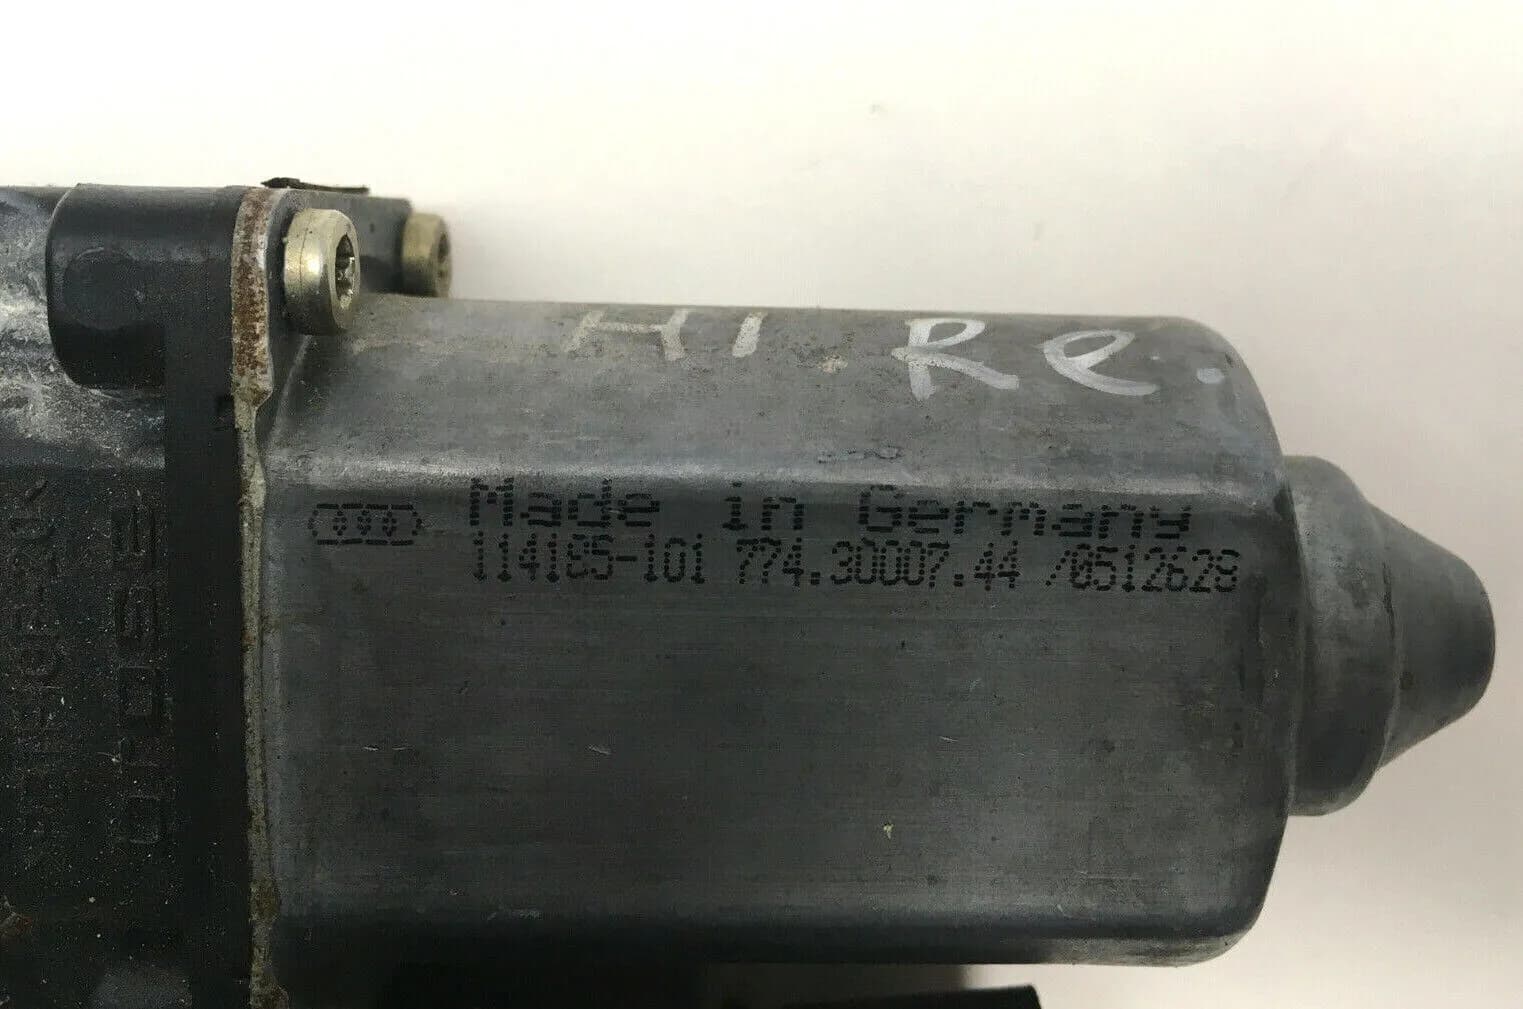 HI. Re.
Made in Germany
114185-101 774.30007.44 /0512628